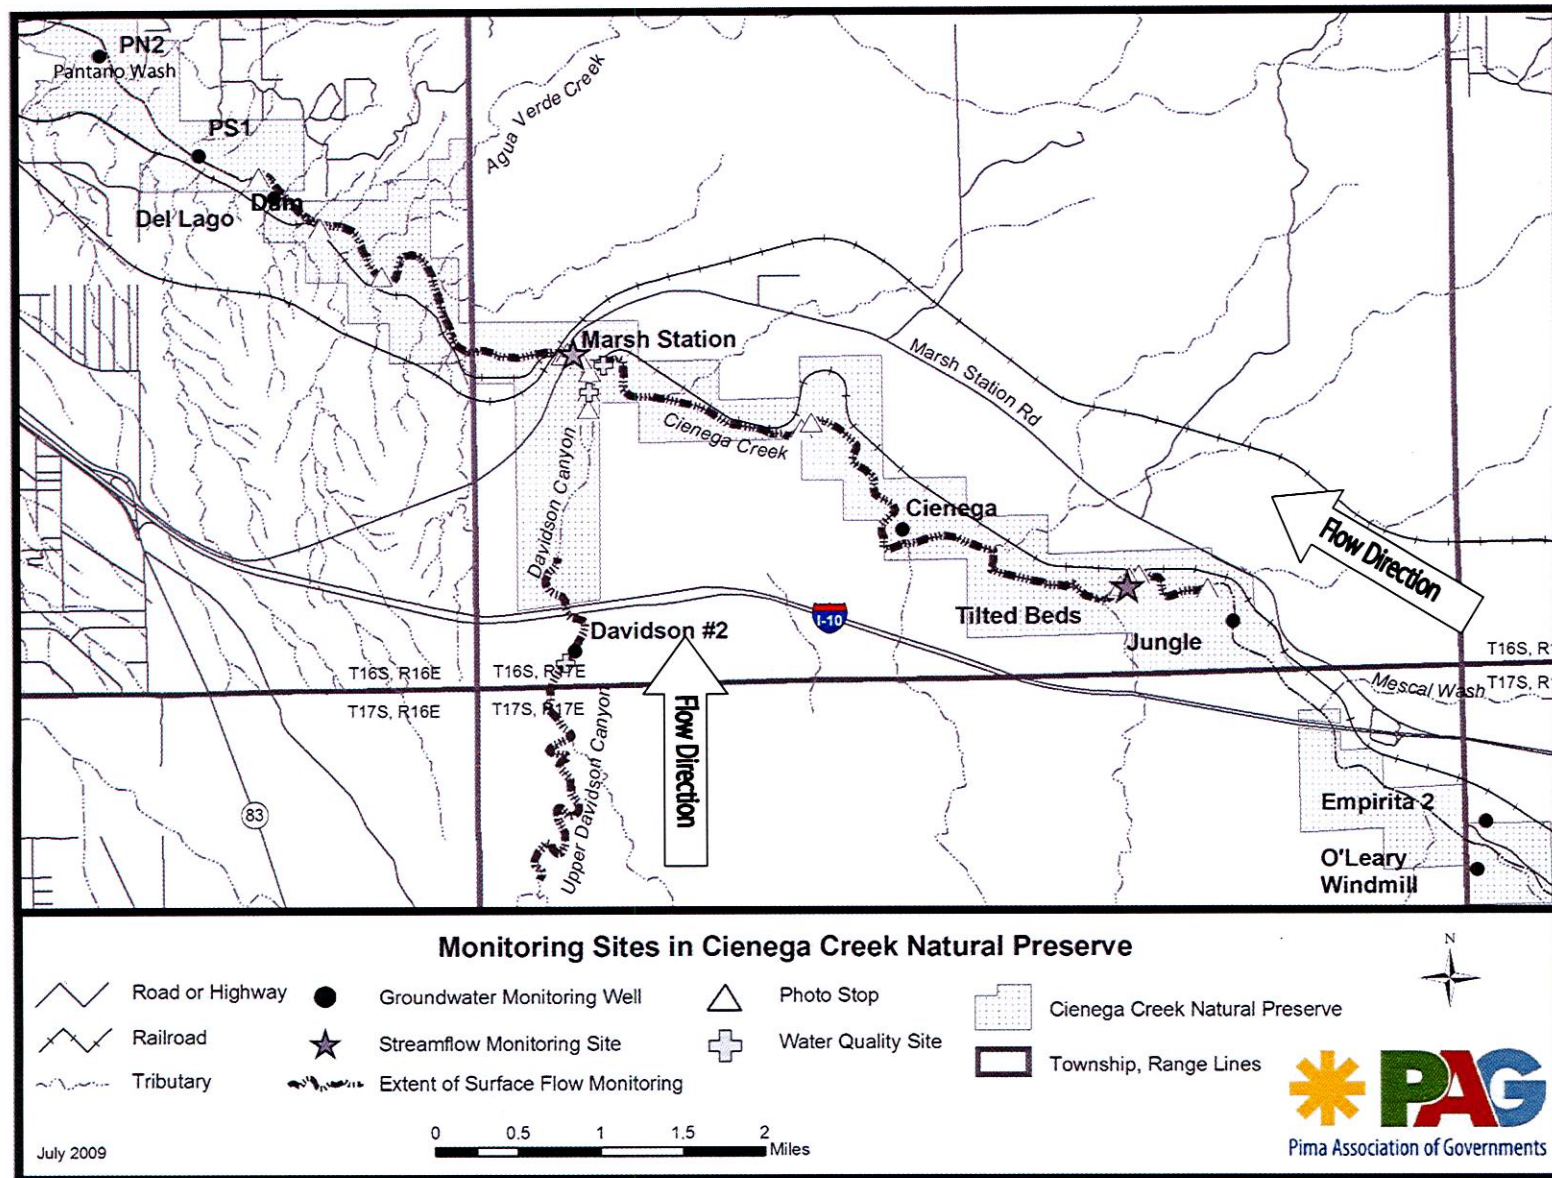 PN2
Pantano Wash
PS1
Dam
Del Lago
Agua Verde Creek
Marsh Station
Marsh Station Rd
Cienega Creek
Davidson Canyon
Cienega
Flow Direction
Tilted Beds
Jungle
I-10
Davidson #2
T16S, R16E
T16S, R17E
T16S, R1
T17S, R16E
T17S, R17E
T17S, R1
Mescal Wash
Flow Direction
Upper Davidson Canyon
83
Empirita 2
O'Leary
Windmill
Monitoring Sites in Cienega Creek Natural Preserve
N
Road or Highway
Groundwater Monitoring Well
Photo Stop
Cienega Creek Natural Preserve
Railroad
Streamflow Monitoring Site
Water Quality Site
Township, Range Lines
Tributary
Extent of Surface Flow Monitoring
0 0.5 1 1.5 2
Miles
July 2009
PAG
Pima Association of Governments